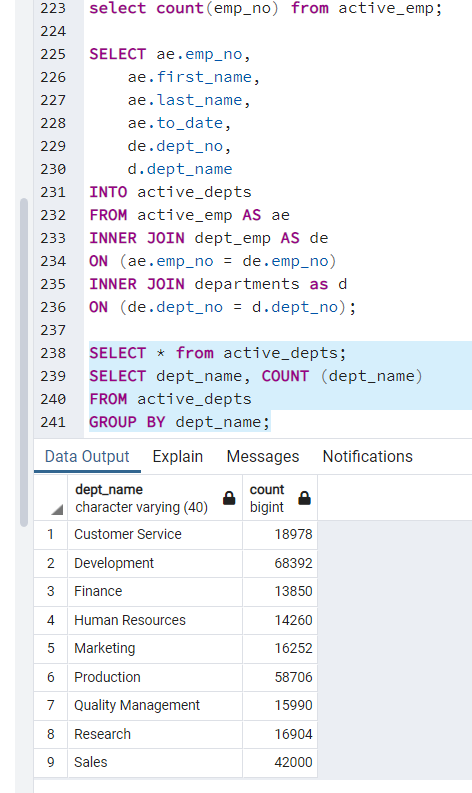 223 select count(emp_no) from active_emp;
224
225 SELECT ae.emp_no,
226 ae.first_name,
227 ae.last_name,
228 ae.to_date,
229 de.dept_no,
230 d.dept_name
231 INTO active_depts
232 FROM active_emp AS ae
233 INNER JOIN dept_emp AS de
234 ON (ae.emp_no = de.emp_no)
235 INNER JOIN departments as d
236 ON (de.dept_no = d.dept_no);
237
238 SELECT * from active_depts;
239 SELECT dept_name, COUNT (dept_name)
240 FROM active_depts
241 GROUP BY dept_name;
Data Output Explain Messages Notifications
dept_name count
character varying (40) bigint
1 Customer Service 18978
2 Development 68392
3 Finance 13850
4 Human Resources 14260
5 Marketing 16252
6 Production 58706
7 Quality Management 15990
8 Research 16904
9 Sales 42000